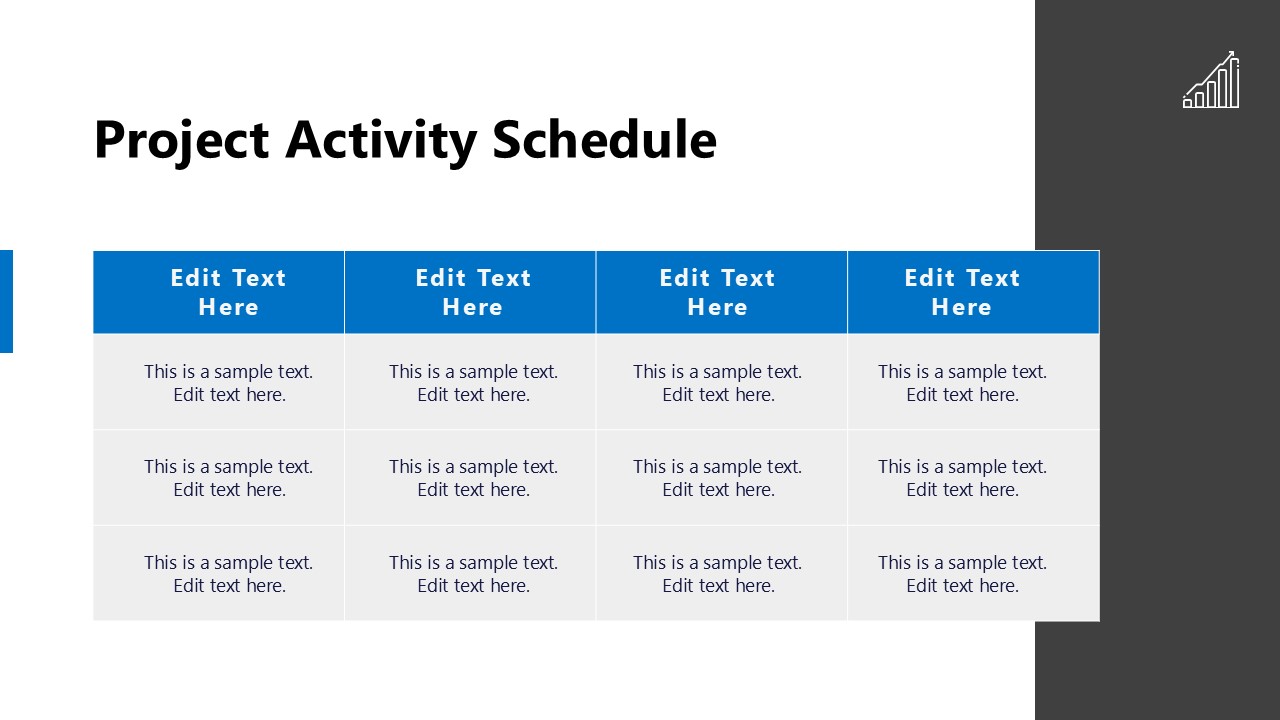 Project Activity Schedule
Edit Text Edit Text Edit Text Edit Text
Here Here Here Here
This is a sample text. This is a sample text. This is a sample text. This is a sample text.
Edit text here. Edit text here. Edit text here. Edit text here.
This is a sample text. This is a sample text. This is a sample text. This is a sample text.
Edit text here. Edit text here. Edit text here. Edit text here.
This is a sample text. This is a sample text. This is a sample text. This is a sample text.
Edit text here. Edit text here. Edit text here. Edit text here.